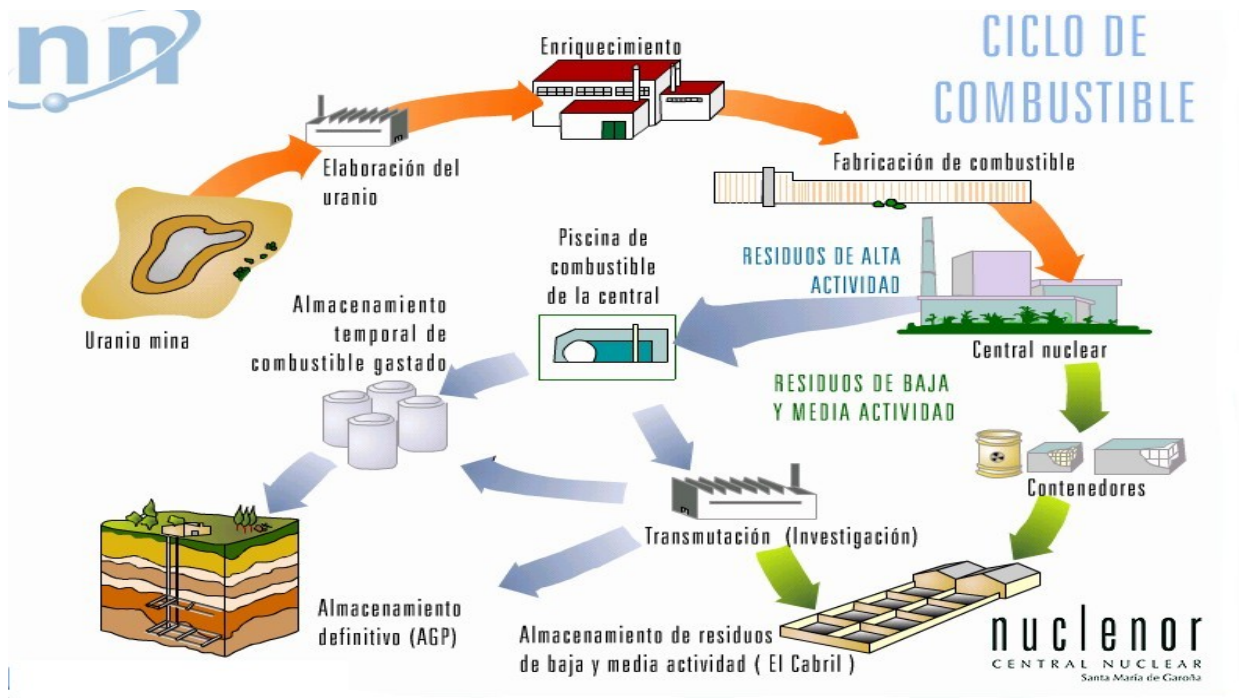 nn
CICLO DE
COMBUSTIBLE
Enriquecimiento
Elaboración del
uranio
Fabricación de combustible
Uranio mina
Piscina de
combustible
de la central
RESIDUOS DE ALTA
ACTIVIDAD
Almacenamiento
temporal de
combustible gastado
Central nuclear
RESIDUOS DE BAJA
Y MEDIA ACTIVIDAD
Contenedores
Transmutación (Investigación)
Almacenamiento
definitivo (AGP)
Almacenamiento de residuos
de baja y media actividad ( El Cabril )
nuclenor
CENTRAL NUCLEAR
Santa María de Garoña